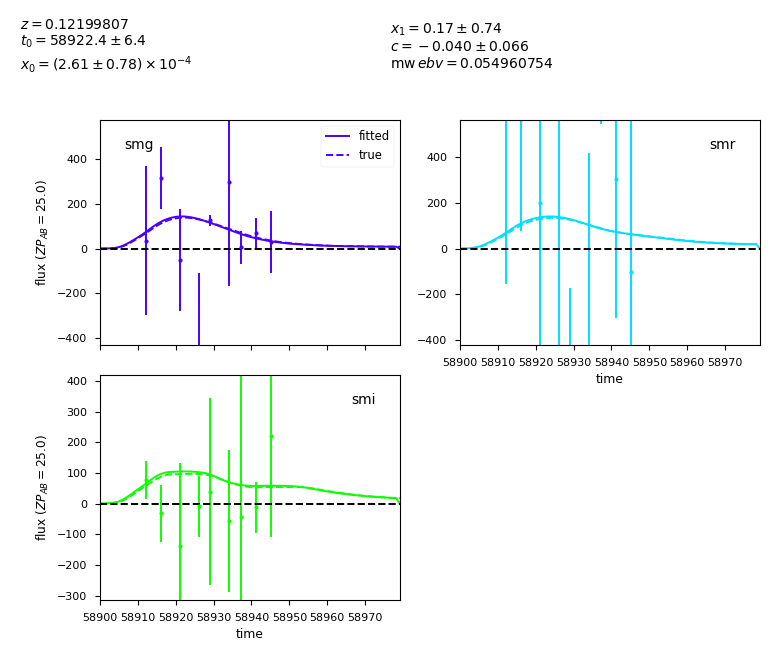 z = 0.12199807
t₀ = 58922.4 ± 6.4
x₀ = (2.61 ± 0.78) × 10⁻⁴
x₁ = 0.17 ± 0.74
c = −0.040 ± 0.066
mw ebv = 0.054960754
smg
fitted
true
400
200
0
−200
−400
flux (ZP_AB = 25.0)
smr
400
200
0
−200
−400
58900 58910 58920 58930 58940 58950 58960 58970
time
smi
400
300
200
100
0
−100
−200
−300
flux (ZP_AB = 25.0)
58900 58910 58920 58930 58940 58950 58960 58970
time